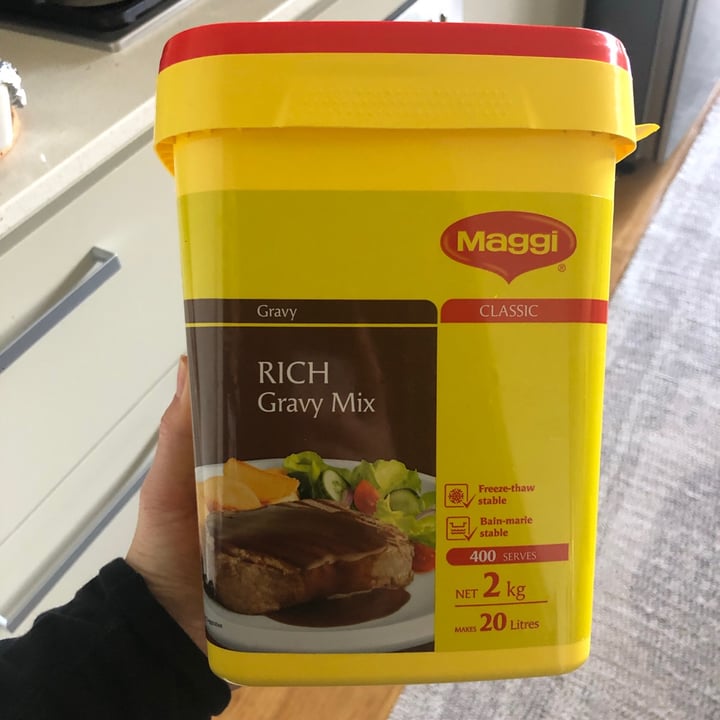 Maggi
®
Gravy
CLASSIC
RICH
Gravy Mix
Freeze-thaw
stable
Bain-marie
stable
400 SERVES
NET 2 kg
MAKES 20 Litres